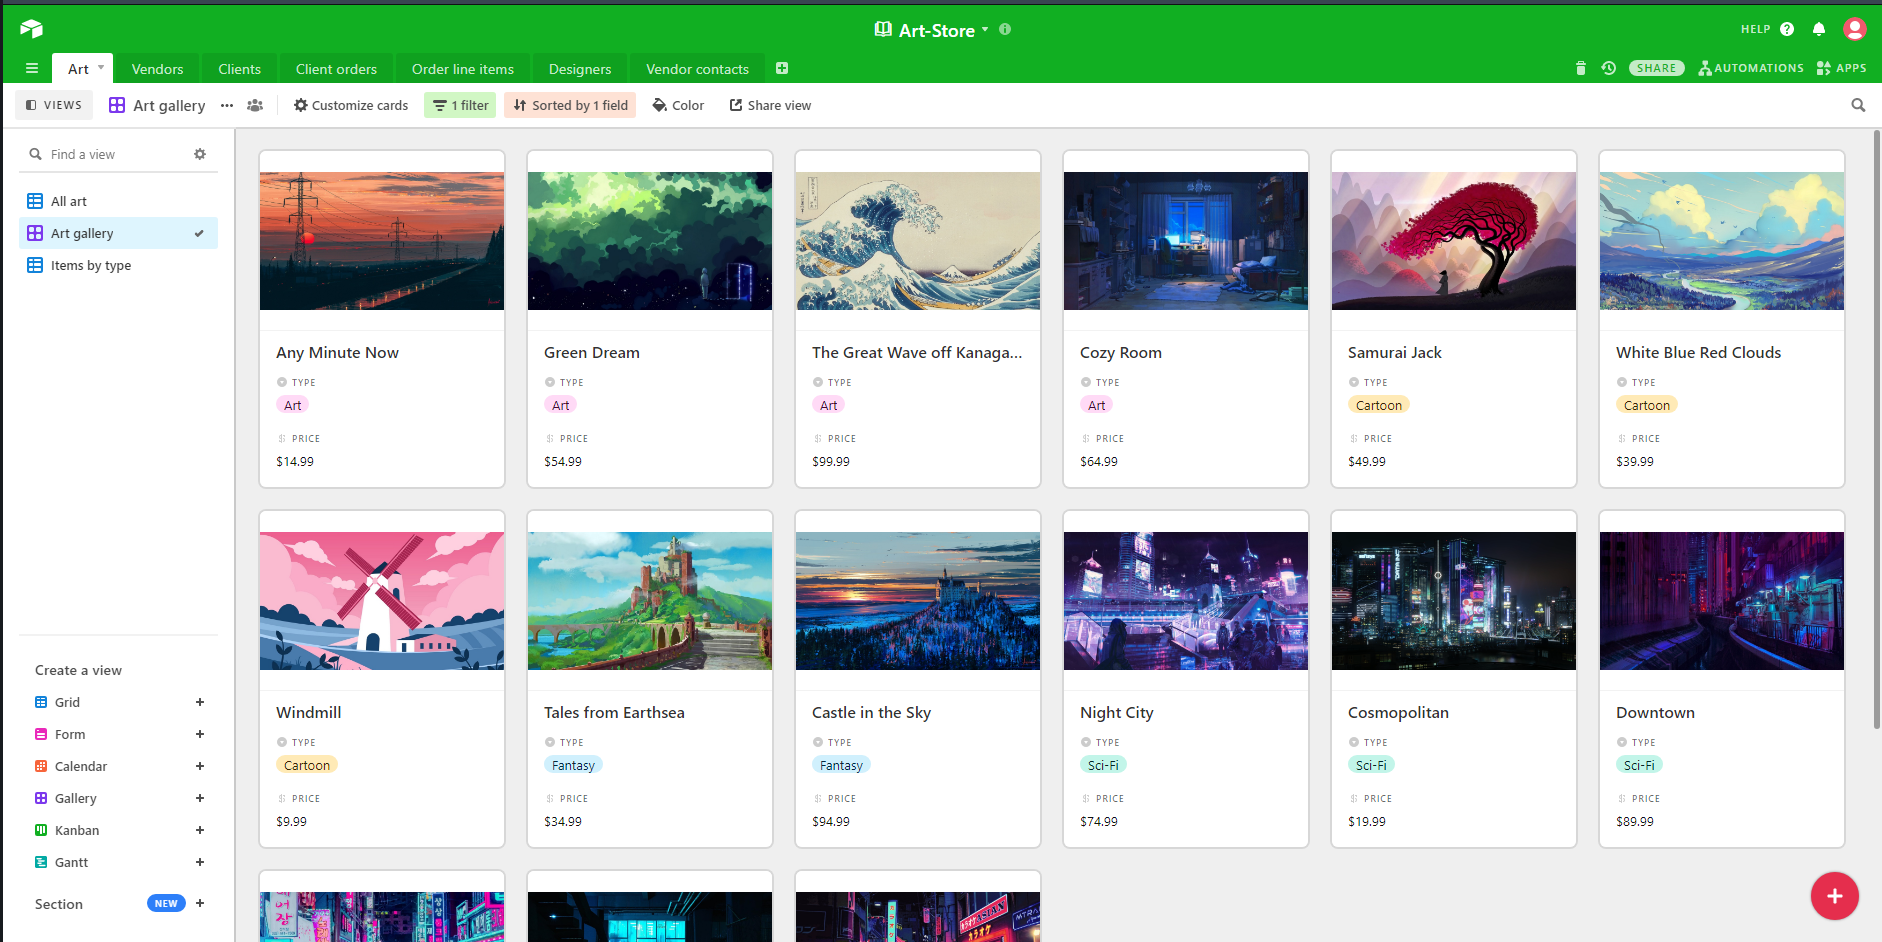 Art-Store
HELP
Art
Vendors
Clients
Client orders
Order line items
Designers
Vendor contacts
SHARE
AUTOMATIONS
APPS
VIEWS
Art gallery
Customize cards
1 filter
Sorted by 1 field
Color
Share view
Find a view
All art
Art gallery
Items by type
Create a view
Grid
Form
Calendar
Gallery
Kanban
Gantt
Section
NEW
Any Minute Now
TYPE
Art
PRICE
$14.99
Green Dream
TYPE
Art
PRICE
$54.99
The Great Wave off Kanaga...
TYPE
Art
PRICE
$99.99
Cozy Room
TYPE
Art
PRICE
$64.99
Samurai Jack
TYPE
Cartoon
PRICE
$49.99
White Blue Red Clouds
TYPE
Cartoon
PRICE
$39.99
Windmill
TYPE
Cartoon
PRICE
$9.99
Tales from Earthsea
TYPE
Fantasy
PRICE
$34.99
Castle in the Sky
TYPE
Fantasy
PRICE
$94.99
Night City
TYPE
Sci-Fi
PRICE
$74.99
Cosmopolitan
TYPE
Sci-Fi
PRICE
$19.99
Downtown
TYPE
Sci-Fi
PRICE
$89.99
ASIAN
カラオケ